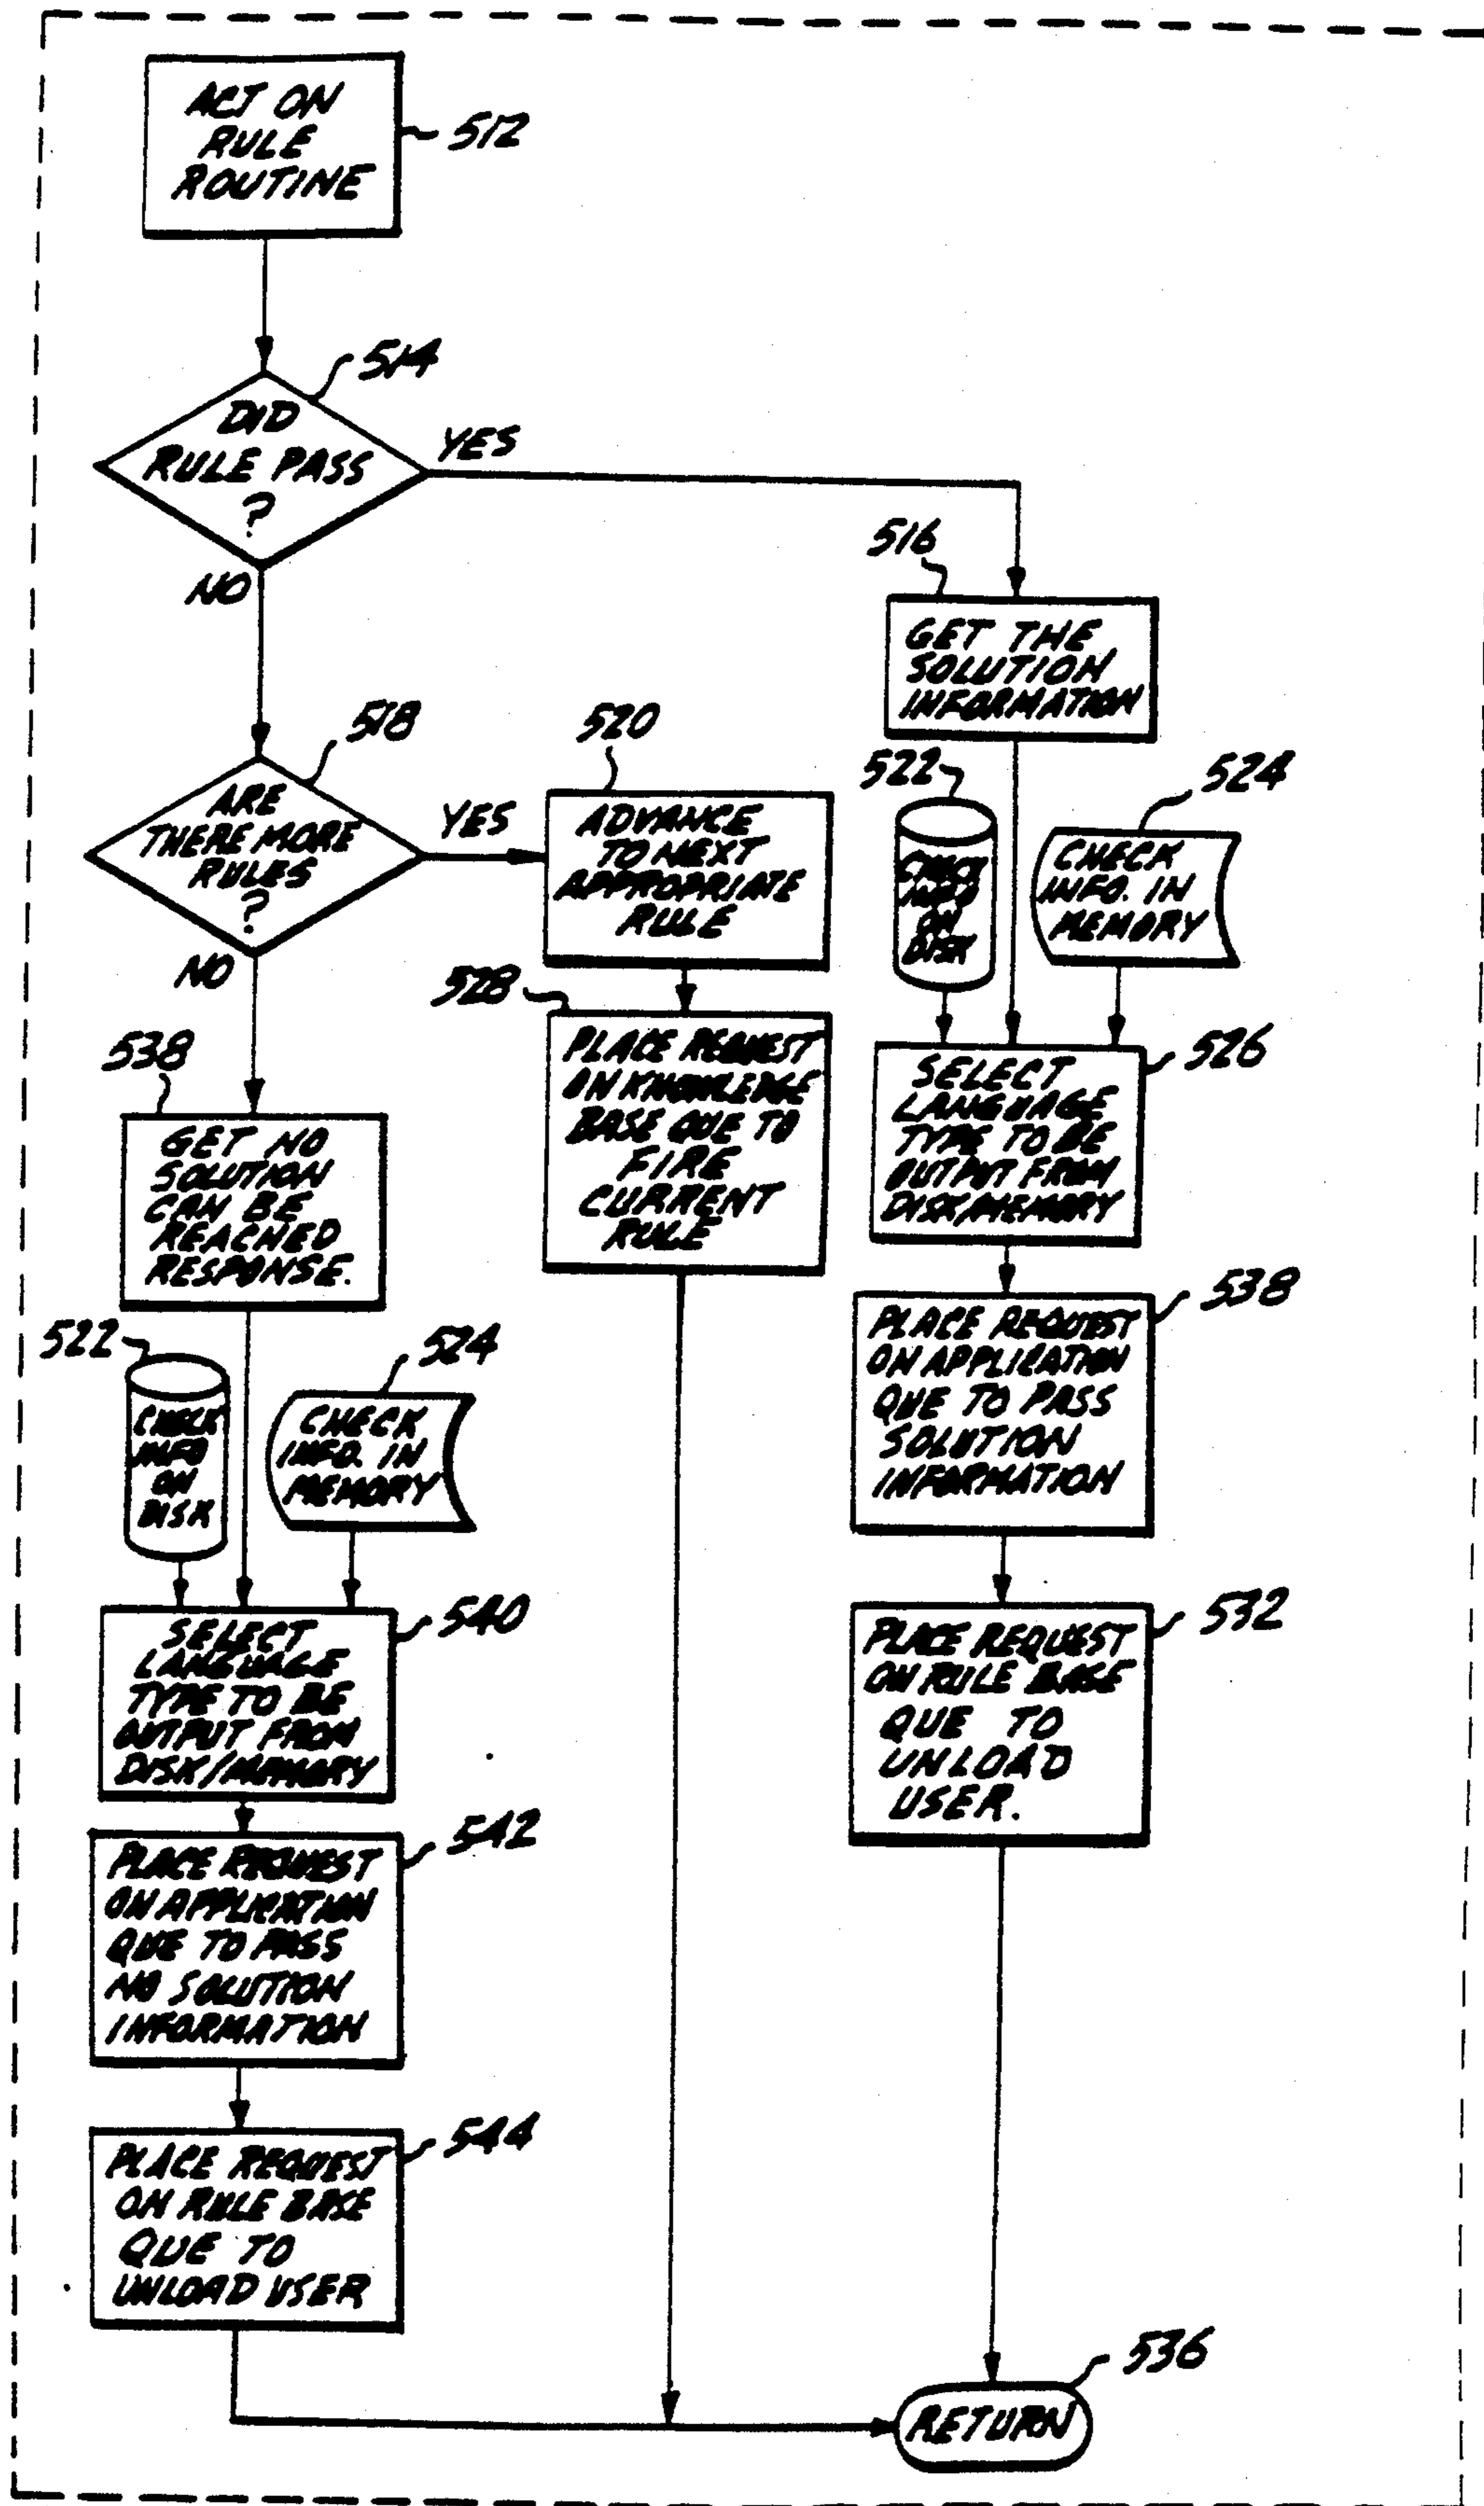 ACT ON
RULE
ROUTINE
512
514
DID
RULE PASS
?
YES
NO
516
GET THE
SOLUTION
INFORMATION
518
ARE
THERE MORE
RULES
?
YES
NO
520
ADVANCE
TO NEXT
APPROPRIATE
RULE
522
CHECK
INFO
ON
DISK
524
CHECK
INFO. IN
MEMORY
528
PLACE REQUEST
ON KNOWLEDGE
BASE QUE TO
FIRE
CURRENT
RULE
526
SELECT
LANGUAGE
TYPE TO BE
OUTPUT FROM
DISK/MEMORY
538
GET NO
SOLUTION
CAN BE
REACHED
RESPONSE.
538
PLACE REQUEST
ON APPLICATION
QUE TO PASS
SOLUTION
INFORMATION
522
CHECK
INFO
ON
DISK
524
CHECK
INFO. IN
MEMORY
540
SELECT
LANGUAGE
TYPE TO BE
OUTPUT FROM
DISK/MEMORY
532
PLACE REQUEST
ON RULE BASE
QUE TO
UNLOAD
USER.
542
PLACE REQUEST
ON APPLICATION
QUE TO PASS
NO SOLUTION
INFORMATION
544
PLACE REQUEST
ON RULE BASE
QUE TO
UNLOAD USER
536
RETURN